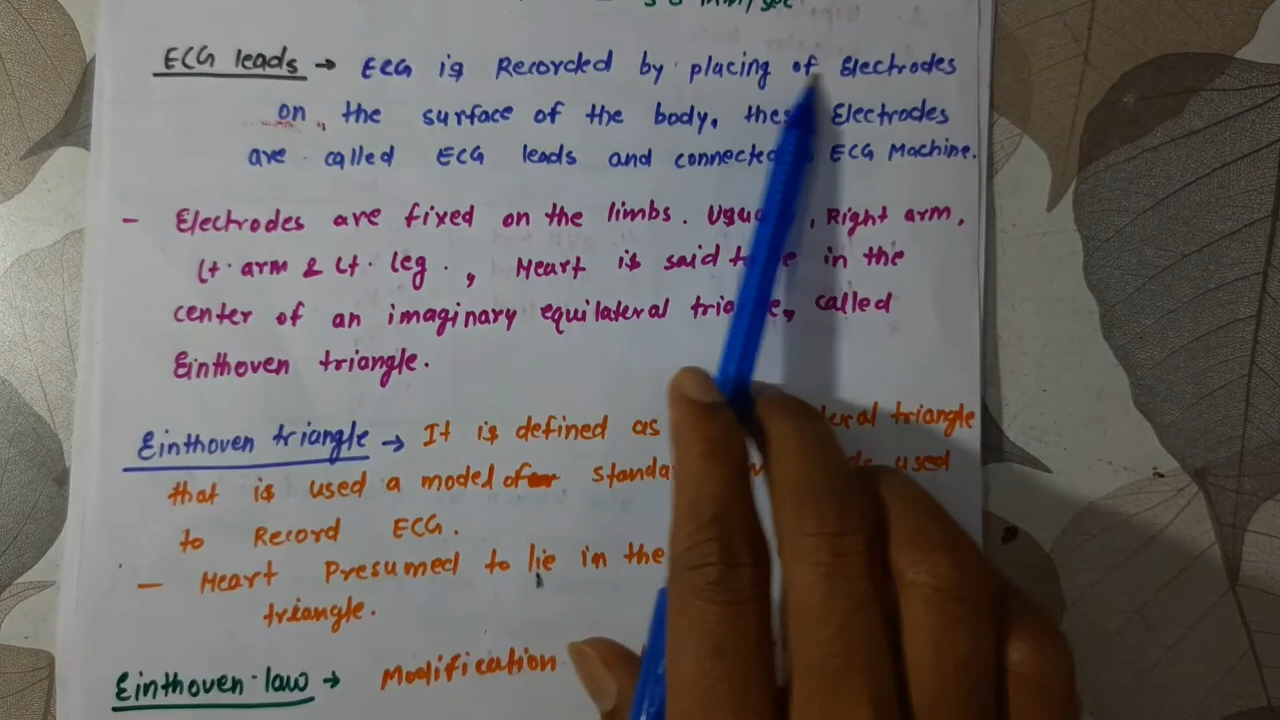 ECG leads → ECG is Recorded by placing of Electrodes
on the surface of the body. Electrodes
are called ECG leads and ECG Machine.
- Electrodes are fixed on the limbs. Right arm,
Lt. arm & Lt. leg., Heart is said in the
center of an imaginary equilateral called
Einthoven triangle.
Einthoven triangle → It is defined as triangle
that is used a model of standa used
to Record ECG.
- Heart Presumed to lie in the
triangle.
Einthoven law → Modification